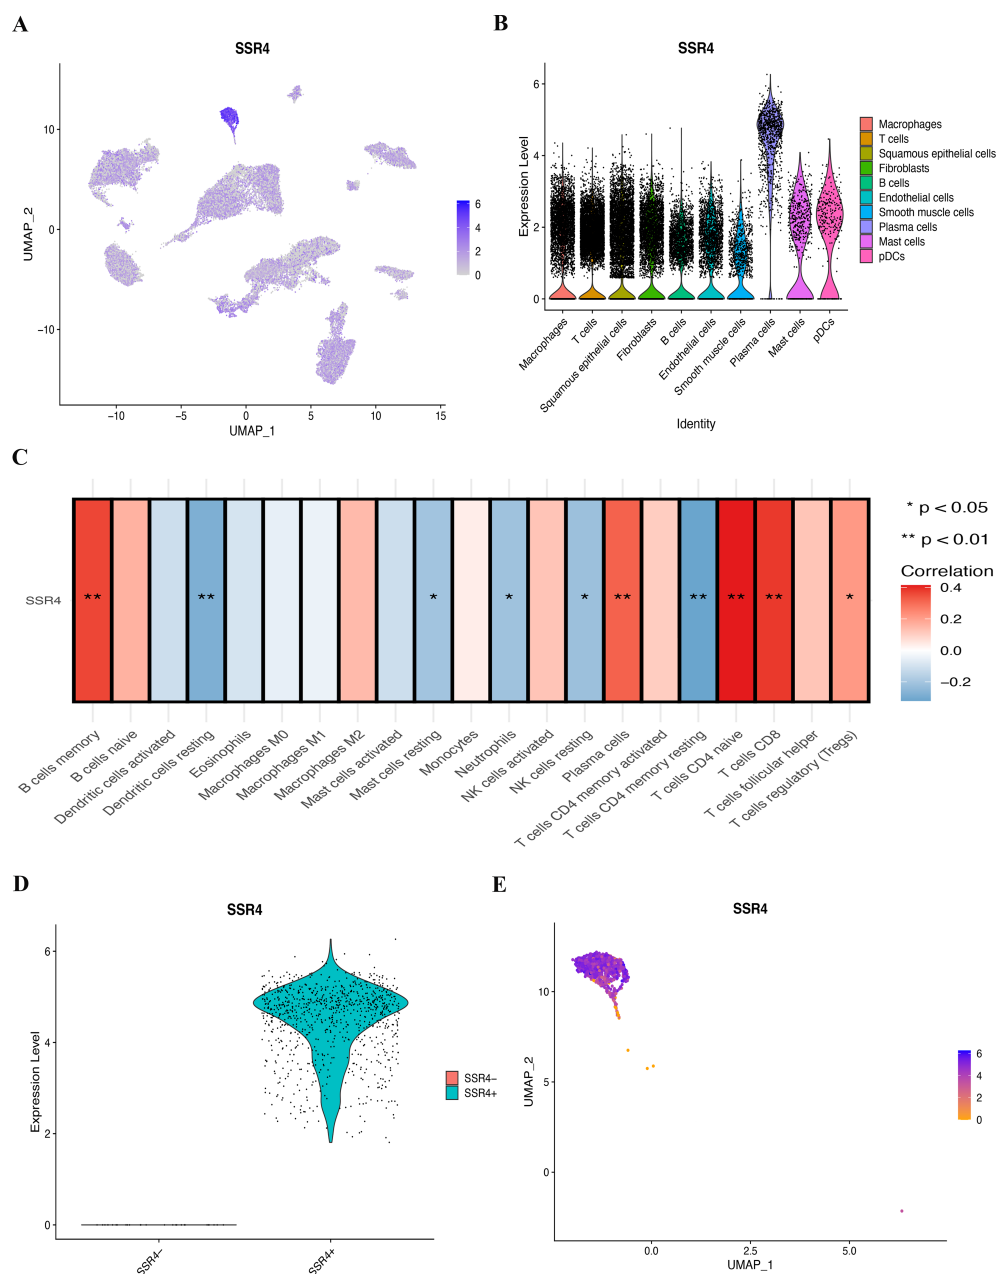 A
SSR4
UMAP_2
10
0
−10
−10
−5
0
5
10
15
UMAP_1
6
4
2
0
B
SSR4
Expression Level
6
4
2
0
Macrophages
T cells
Squamous epithelial cells
Fibroblasts
B cells
Endothelial cells
Smooth muscle cells
Plasma cells
Mast cells
pDCs
Identity
Macrophages
T cells
Squamous epithelial cells
Fibroblasts
B cells
Endothelial cells
Smooth muscle cells
Plasma cells
Mast cells
pDCs
C
SSR4
** ** * * * ** ** ** ** *
B cells memory
B cells naive
Dendritic cells activated
Dendritic cells resting
Eosinophils
Macrophages M0
Macrophages M1
Macrophages M2
Mast cells activated
Mast cells resting
Monocytes
Neutrophils
NK cells activated
NK cells resting
Plasma cells
T cells CD4 memory activated
T cells CD4 memory resting
T cells CD4 naive
T cells CD8
T cells follicular helper
T cells regulatory (Tregs)
* p < 0.05
** p < 0.01
Correlation
0.4
0.2
0.0
−0.2
D
SSR4
Expression Level
6
4
2
0
SSR4−
SSR4+
SSR4−
SSR4+
E
SSR4
UMAP_2
10
5
0
0.0
2.5
5.0
UMAP_1
6
4
2
0